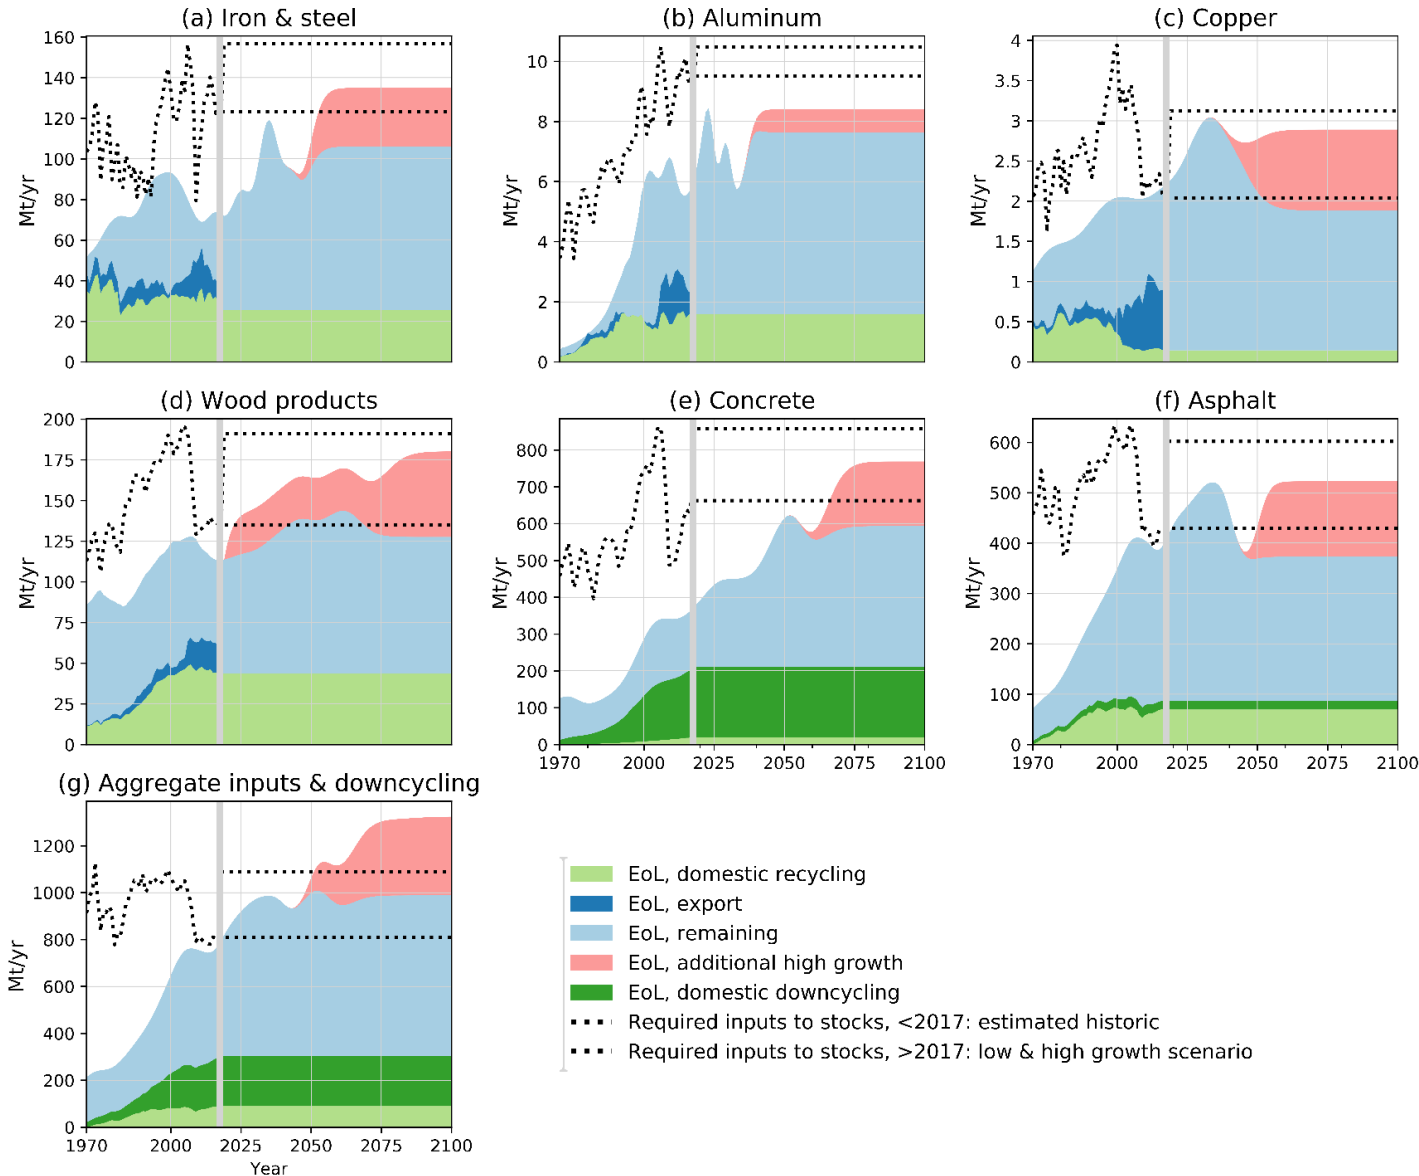 (a) Iron & steel
(b) Aluminum
(c) Copper
Mt/yr
160
140
120
100
80
60
40
20
0
Mt/yr
10
8
6
4
2
0
Mt/yr
4
3.5
3
2.5
2
1.5
1
0.5
0
(d) Wood products
(e) Concrete
(f) Asphalt
Mt/yr
200
175
150
125
100
75
50
25
0
Mt/yr
800
700
600
500
400
300
200
100
0
1970 2000 2025 2050 2075 2100
Mt/yr
600
500
400
300
200
100
0
1970 2000 2025 2050 2075 2100
(g) Aggregate inputs & downcycling
Mt/yr
1200
1000
800
600
400
200
0
1970 2000 2025 2050 2075 2100
Year
EoL, domestic recycling
EoL, export
EoL, remaining
EoL, additional high growth
EoL, domestic downcycling
Required inputs to stocks, <2017: estimated historic
Required inputs to stocks, >2017: low & high growth scenario